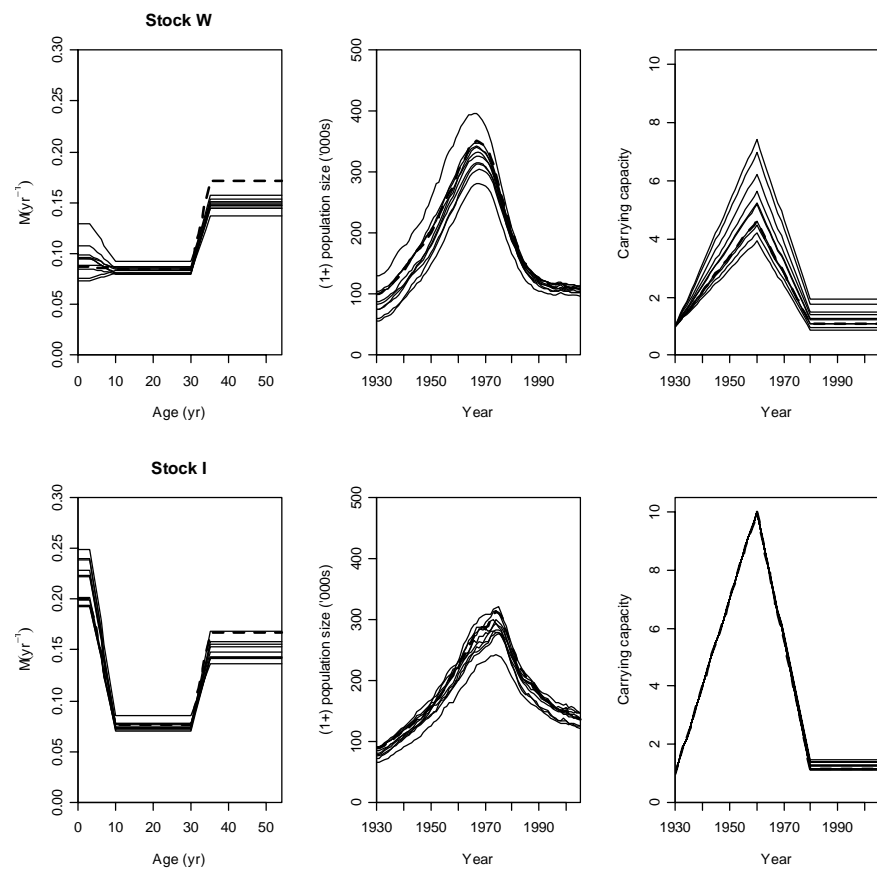 Stock W
0.00 0.05 0.10 0.15 0.20 0.25 0.30
M(yr⁻¹)
0 10 20 30 40 50
Age (yr)
0 100 200 300 400 500
(1+) population size ('000s)
1930 1950 1970 1990
Year
0 2 4 6 8 10
Carrying capacity
1930 1950 1970 1990
Year
Stock I
0.00 0.05 0.10 0.15 0.20 0.25 0.30
M(yr⁻¹)
0 10 20 30 40 50
Age (yr)
0 100 200 300 400 500
(1+) population size ('000s)
1930 1950 1970 1990
Year
0 2 4 6 8 10
Carrying capacity
1930 1950 1970 1990
Year